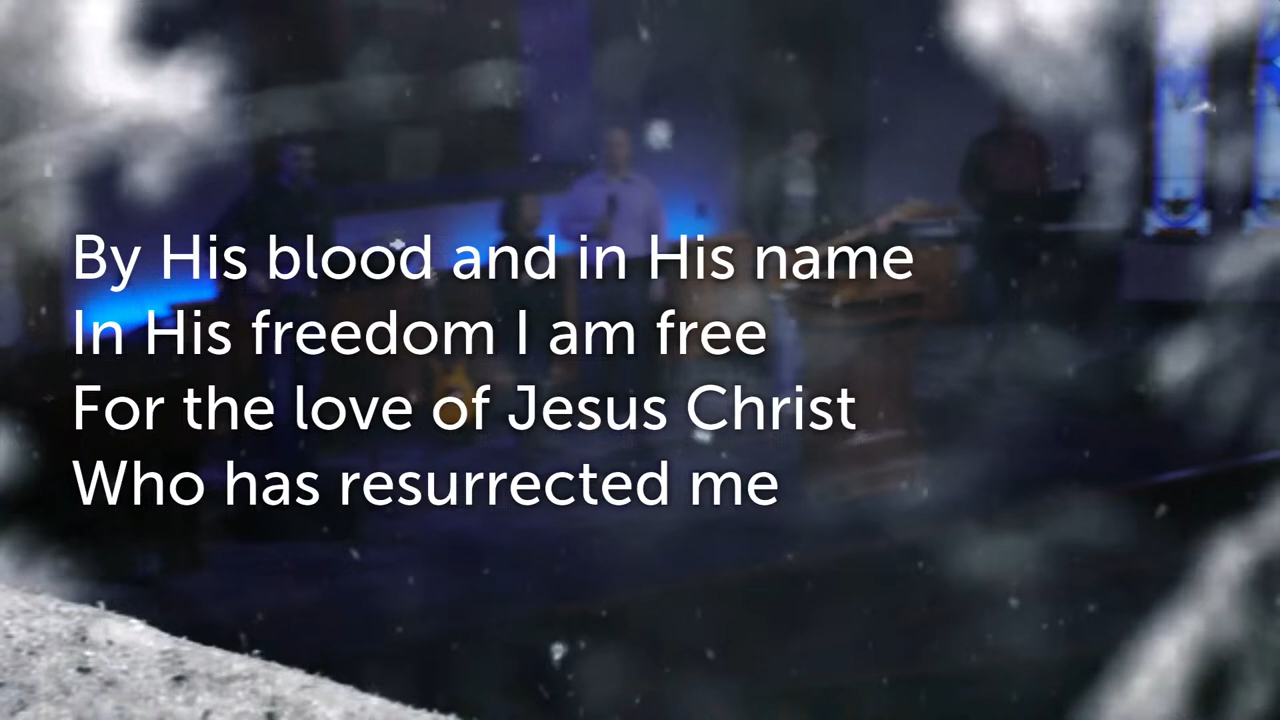 By His blood and in His name
In His freedom I am free
For the love of Jesus Christ
Who has resurrected me